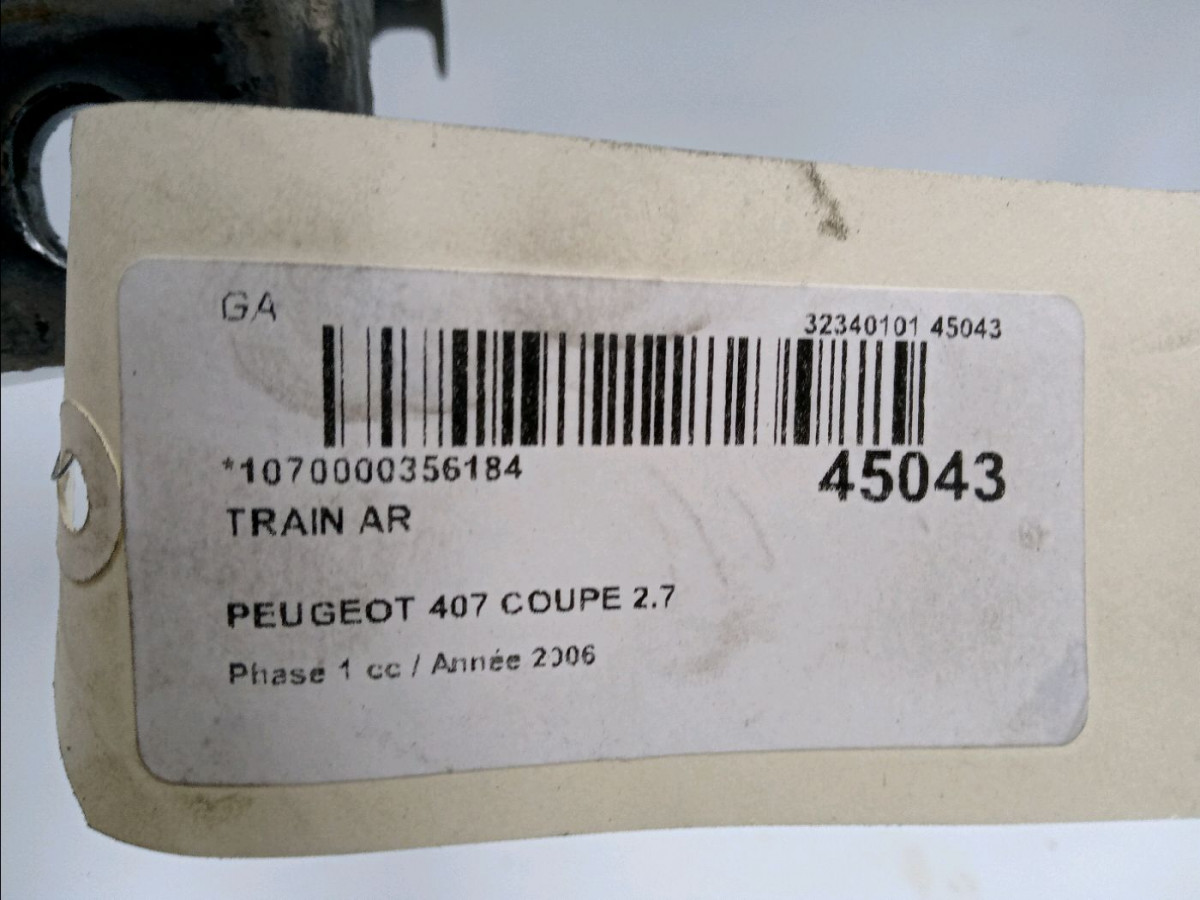 GA
32340101 45043
*1070000356184
45043
TRAIN AR
PEUGEOT 407 COUPE 2.7
Phase 1 cc / Année 2006